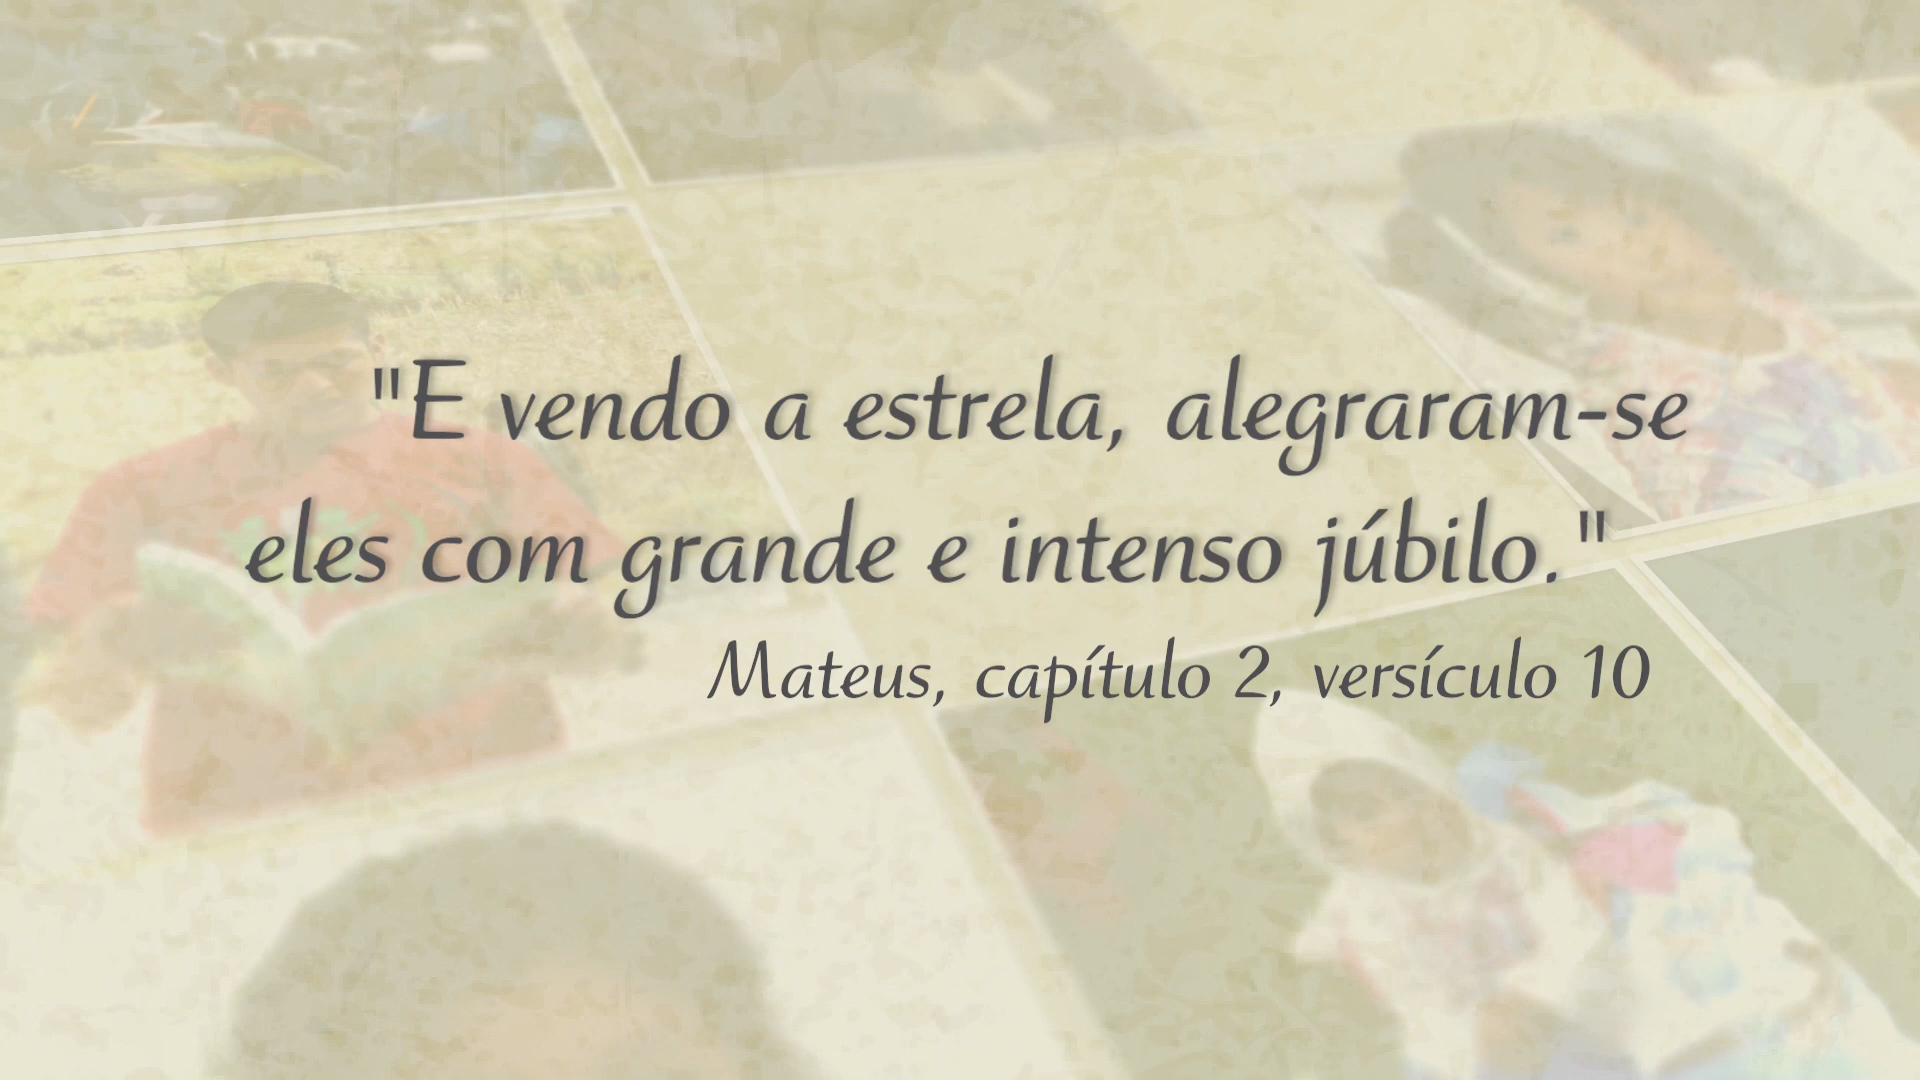 "E vendo a estrela, alegraram-se
eles com grande e intenso júbilo."
Mateus, capítulo 2, versículo 10